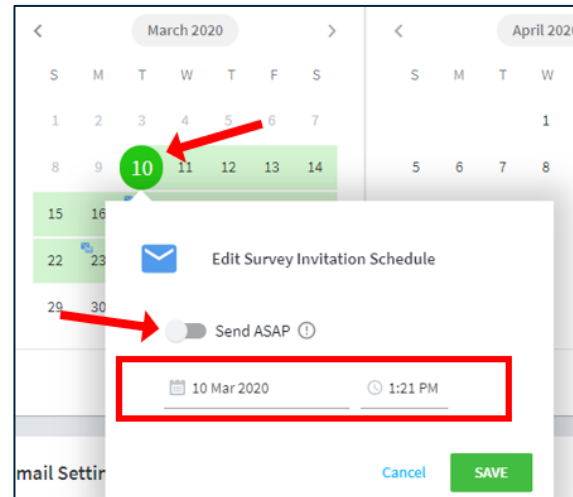 < March 2020 > < April 202
S M T W T F S S M T W
1 2 3 4 5 6 7 1
8 9 10 11 12 13 14 5 6 7 8
15 16
22 23
29 30
Edit Survey Invitation Schedule
Send ASAP
10 Mar 2020 1:21 PM
mail Settin
Cancel SAVE